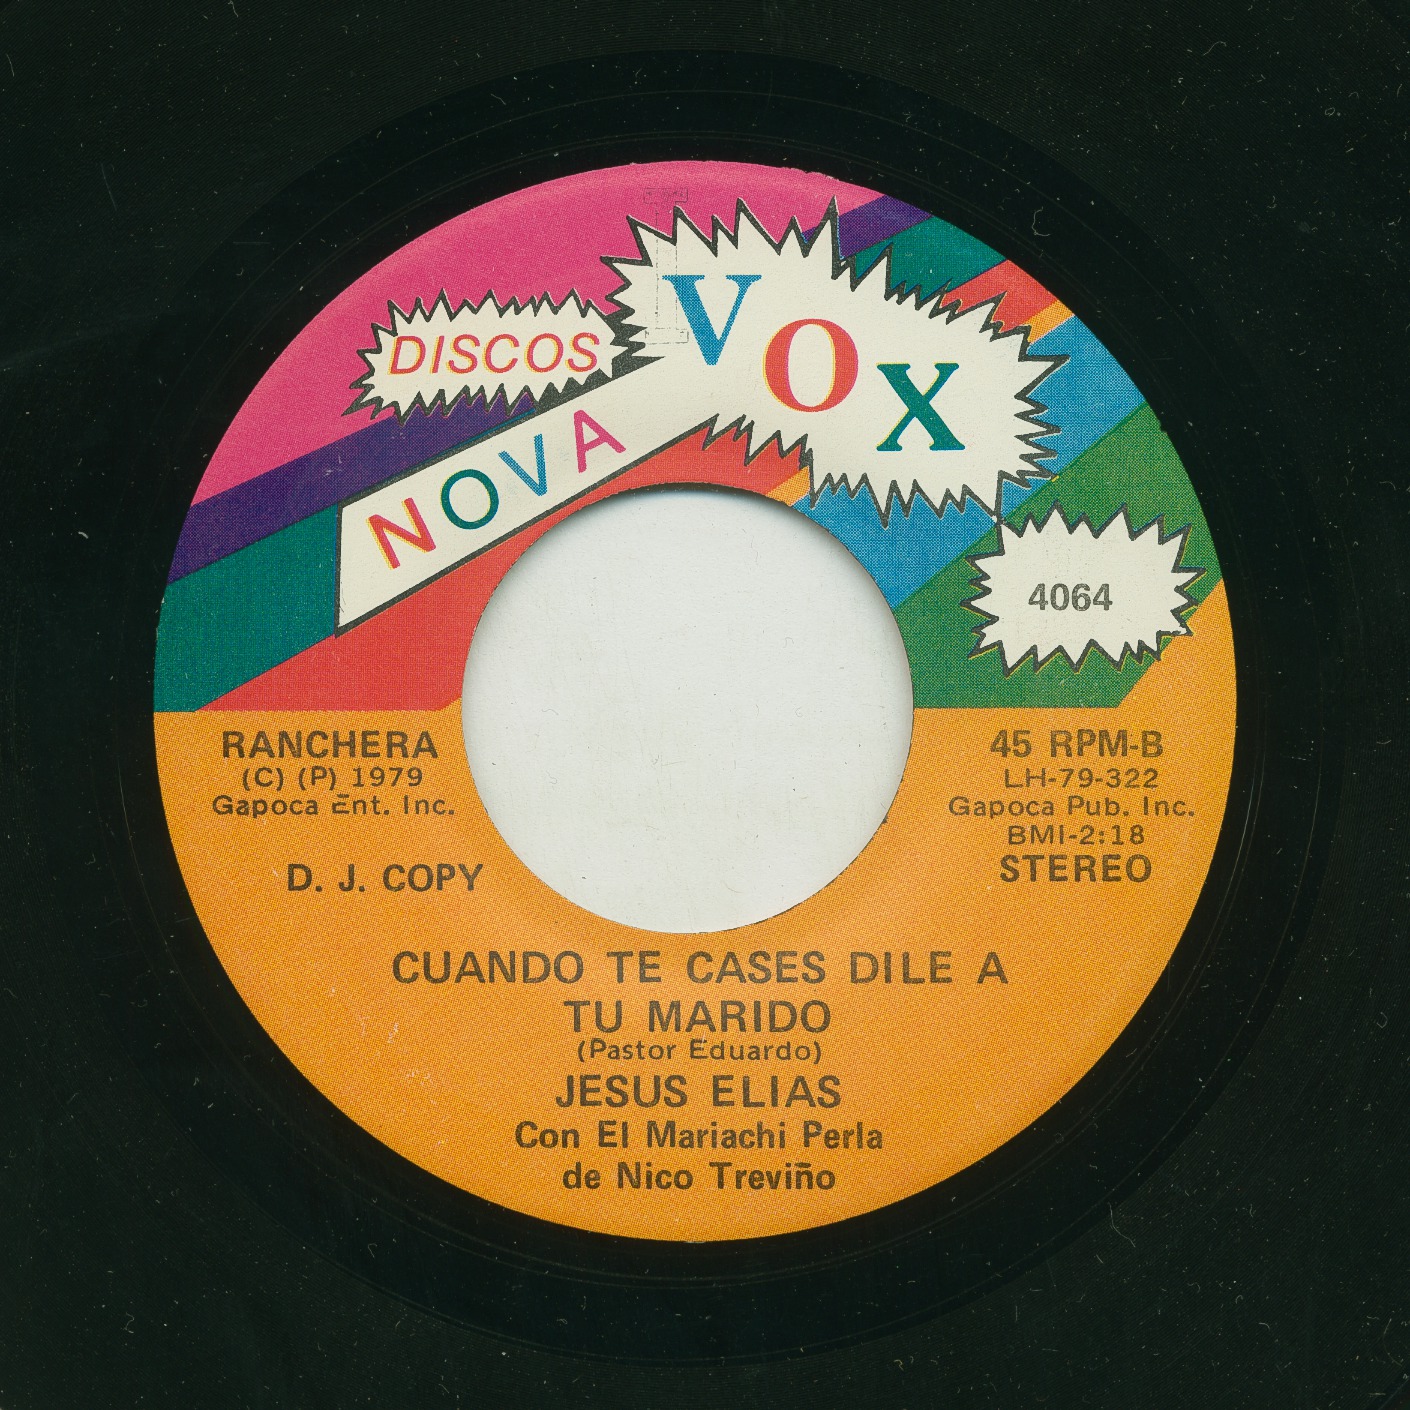 DISCOS
NOVA
VOX
4064
RANCHERA
(C) (P) 1979
Gapoca Ent. Inc.
D. J. COPY
45 RPM-B
LH-79-322
Gapoca Pub. Inc.
BMI-2:18
STEREO
CUANDO TE CASES DILE A
TU MARIDO
(Pastor Eduardo)
JESUS ELIAS
Con El Mariachi Perla
de Nico Treviño